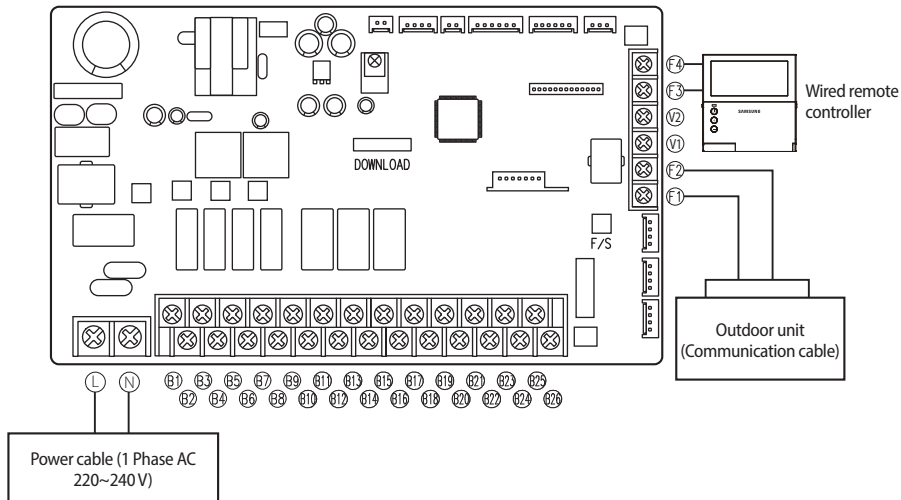 F4
F3
V2
V1
F2
F1
SAMSUNG
Wired remote
controller
DOWNLOAD
F/S
Outdoor unit
(Communication cable)
L N B1 B3 B5 B7 B9 B11 B13 B15 B17 B19 B21 B23 B25
B2 B4 B6 B8 B10 B12 B14 B16 B18 B20 B22 B24 B26
Power cable (1 Phase AC
220~240 V)